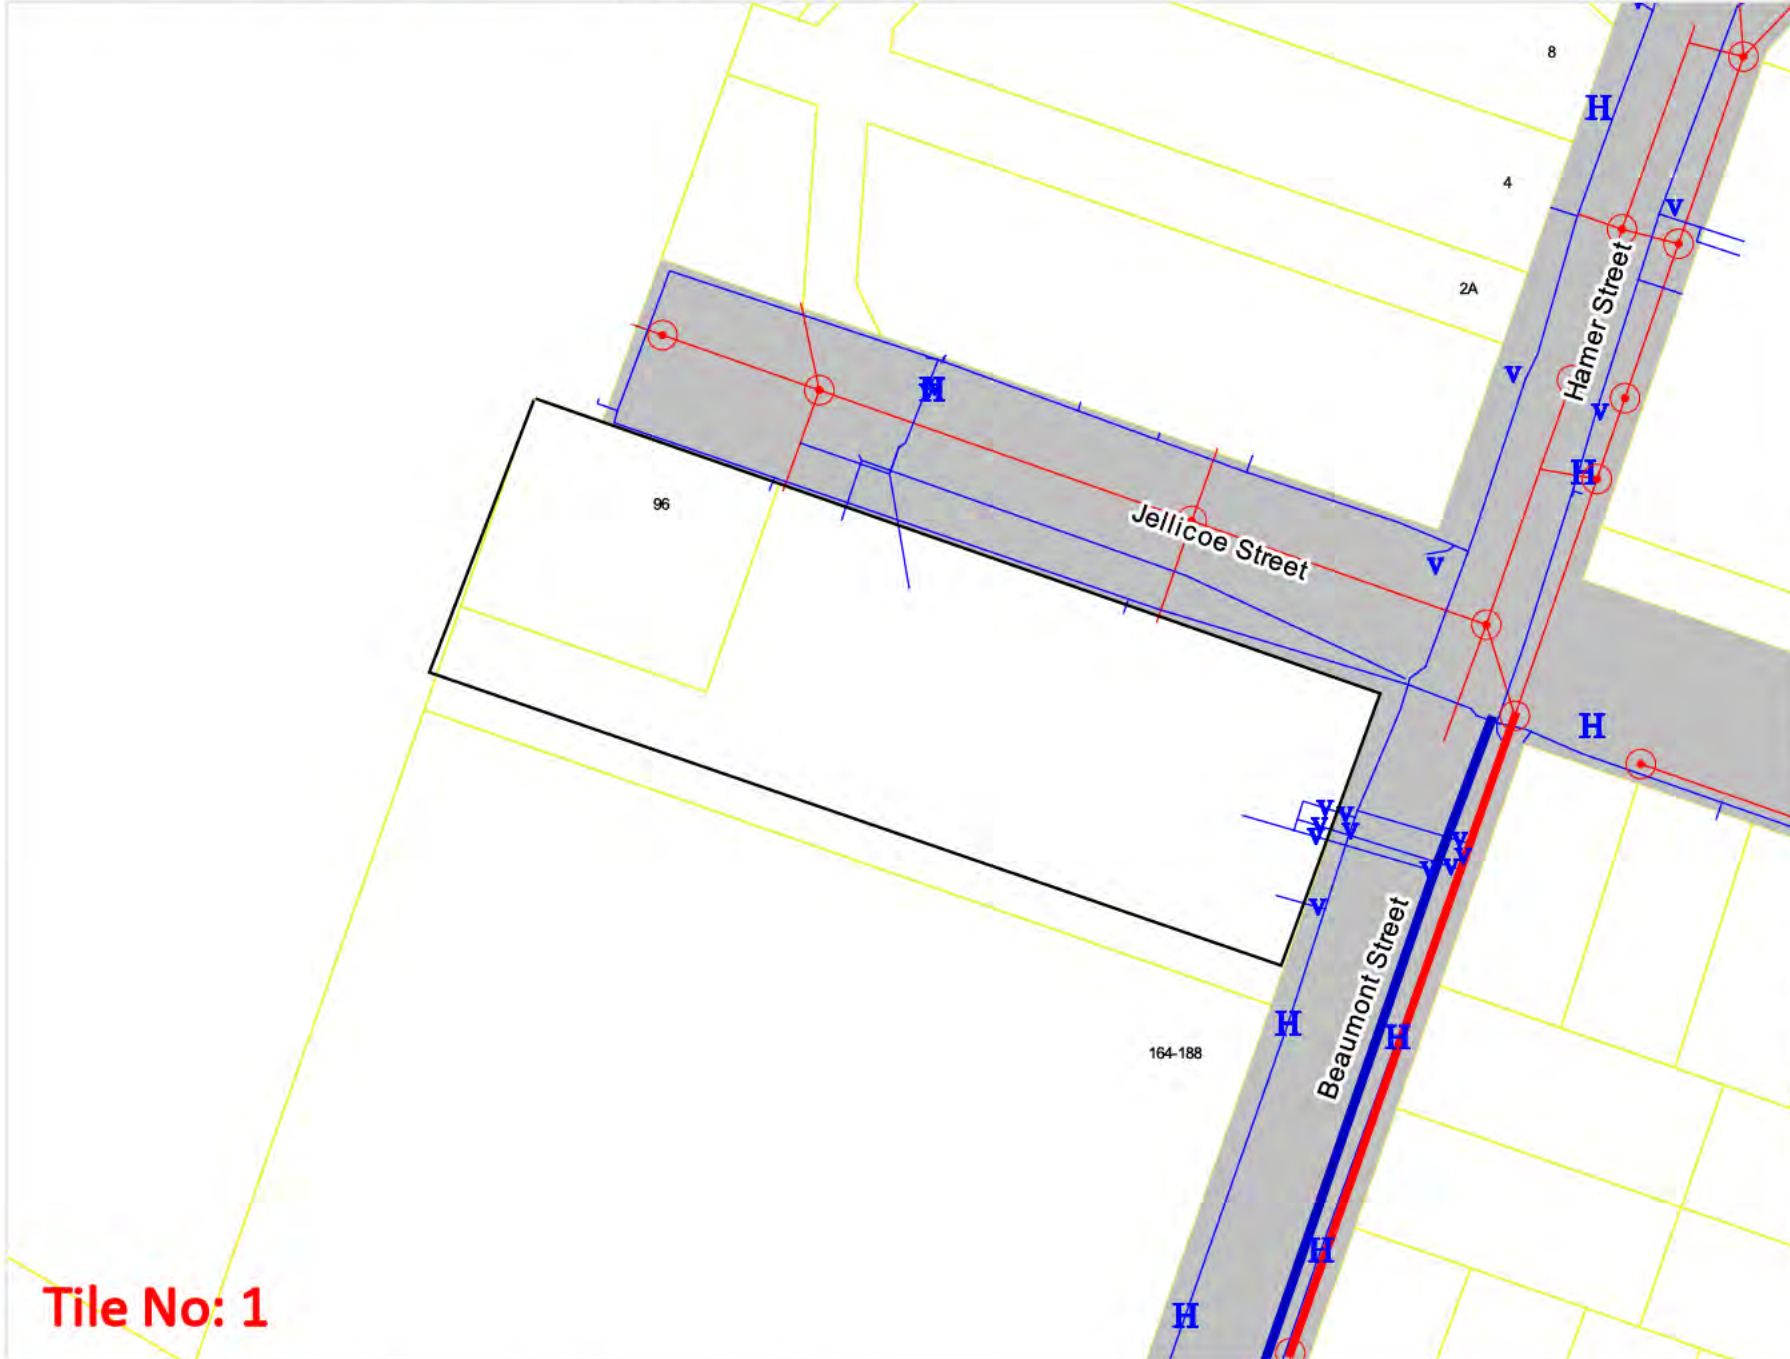 8
H
4
v
2A
Hamer Street
v
H
v
H
Jellicoe Street
v
96
H
v
v
v
v
v
v
v
v
v
v
Beaumont Street
H
H
164-188
H
H
Tile No: 1